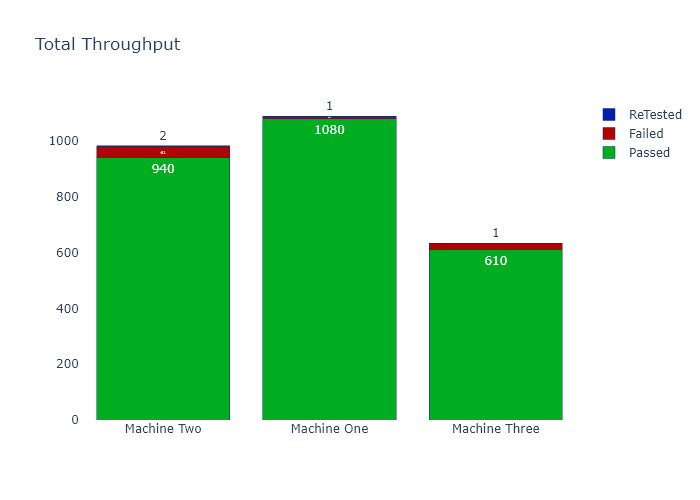 Total Throughput
1
ReTested
1080
Failed
2
1000
Passed
940
800
1
600
610
400
200
0
Machine Two
Machine One
Machine Three